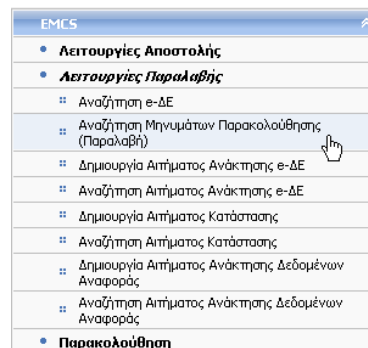 EMCS
Λειτουργίες Αποστολής
Λειτουργίες Παραλαβής
Αναζήτηση e-ΔΕ
Αναζήτηση Μηνυμάτων Παρακολούθησης
(Παραλαβή)
Δημιουργία Αιτήματος Ανάκτησης e-ΔΕ
Αναζήτηση Αιτήματος Ανάκτησης e-ΔΕ
Δημιουργία Αιτήματος Κατάστασης
Αναζήτηση Αιτήματος Κατάστασης
Δημιουργία Αιτήματος Ανάκτησης Δεδομένων
Αναφοράς
Αναζήτηση Αιτήματος Ανάκτησης Δεδομένων
Αναφοράς
Παρακολούθηση